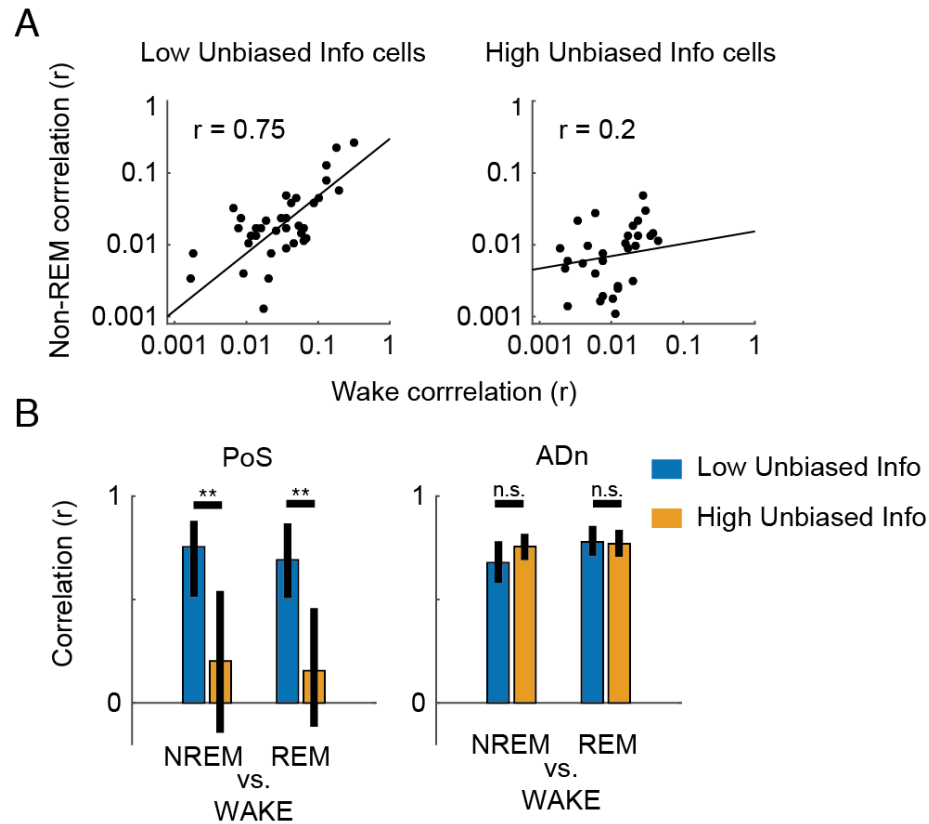 A
Low Unbiased Info cells
High Unbiased Info cells
Non-REM corrrelation (r)
1
0.1
0.01
0.001
r = 0.75
0.001
0.01
0.1
1
1
0.1
0.01
0.001
r = 0.2
0.001
0.01
0.1
1
Wake corrrelation (r)
B
PoS
Correlation (r)
1
0
**
**
NREM
REM
vs.
WAKE
ADn
1
0
n.s.
n.s.
NREM
REM
vs.
WAKE
Low Unbiased Info
High Unbiased Info